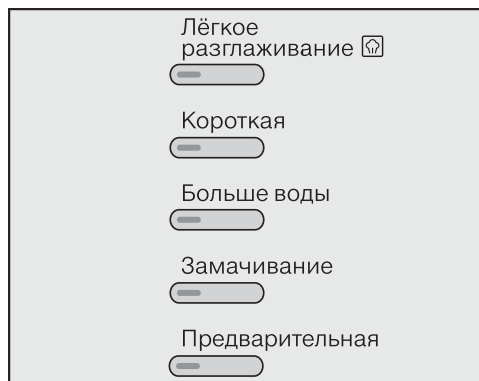 Лёгкое
разглаживание
Короткая
Больше воды
Замачивание
Предварительная